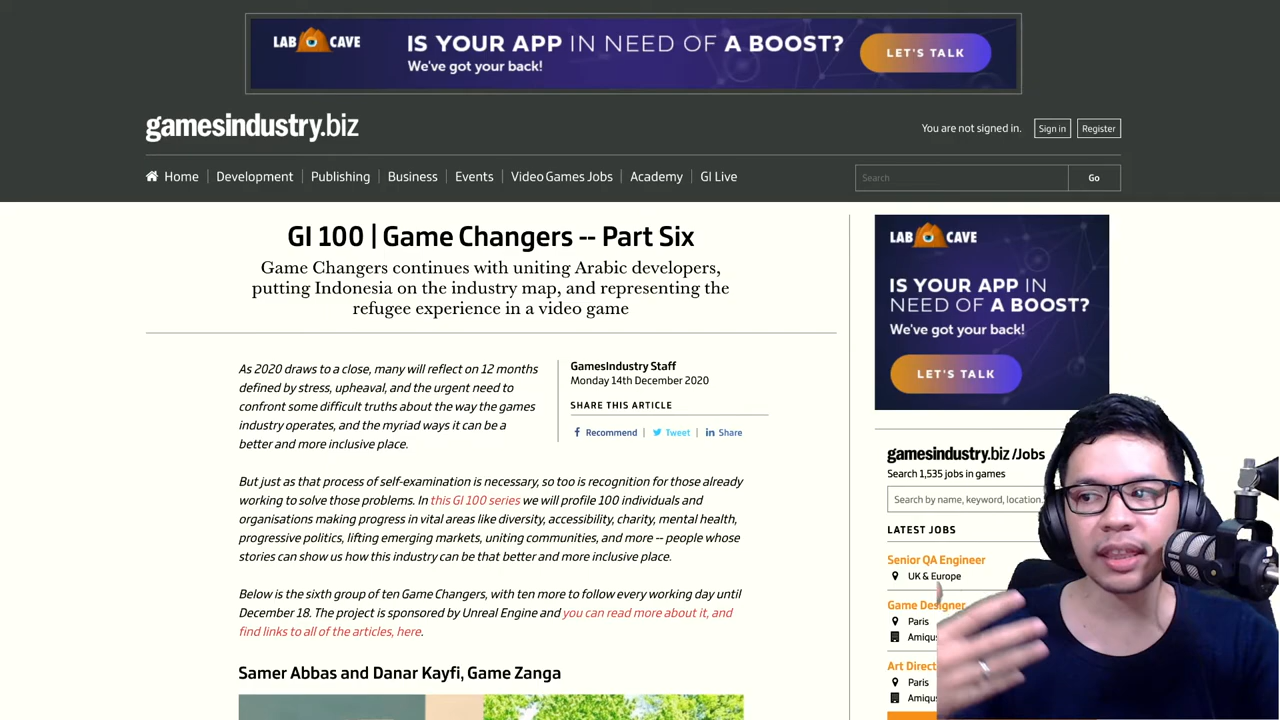 LAB CAVE
IS YOUR APP IN NEED OF A BOOST?
We've got your back!
LET'S TALK
gamesindustry.biz
You are not signed in.
Sign in
Register
Home
Development
Publishing
Business
Events
Video Games Jobs
Academy
GI Live
Search
Go
GI 100 | Game Changers -- Part Six
Game Changers continues with uniting Arabic developers,
putting Indonesia on the industry map, and representing the
refugee experience in a video game
As 2020 draws to a close, many will reflect on 12 months
defined by stress, upheaval, and the urgent need to
confront some difficult truths about the way the games
industry operates, and the myriad ways it can be a
better and more inclusive place.
GamesIndustry Staff
Monday 14th December 2020
SHARE THIS ARTICLE
Recommend
Tweet
Share
But just as that process of self-examination is necessary, so too is recognition for those already
working to solve those problems. In this GI 100 series we will profile 100 individuals and
organisations making progress in vital areas like diversity, accessibility, charity, mental health,
progressive politics, lifting emerging markets, uniting communities, and more -- people whose
stories can show us how this industry can be that better and more inclusive place.
Below is the sixth group of ten Game Changers, with ten more to follow every working day until
December 18. The project is sponsored by Unreal Engine and you can read more about it, and
find links to all of the articles, here.
Samer Abbas and Danar Kayfi, Game Zanga
LAB CAVE
IS YOUR APP IN
NEED OF A BOOST?
We've got your back!
LET'S TALK
gamesindustry.biz /Jobs
Search 1,535 jobs in games
Search by name, keyword, location
LATEST JOBS
Senior QA Engineer
UK & Europe
Game Designer
Paris
Amiqu
Art Direct
Paris
Amiqu